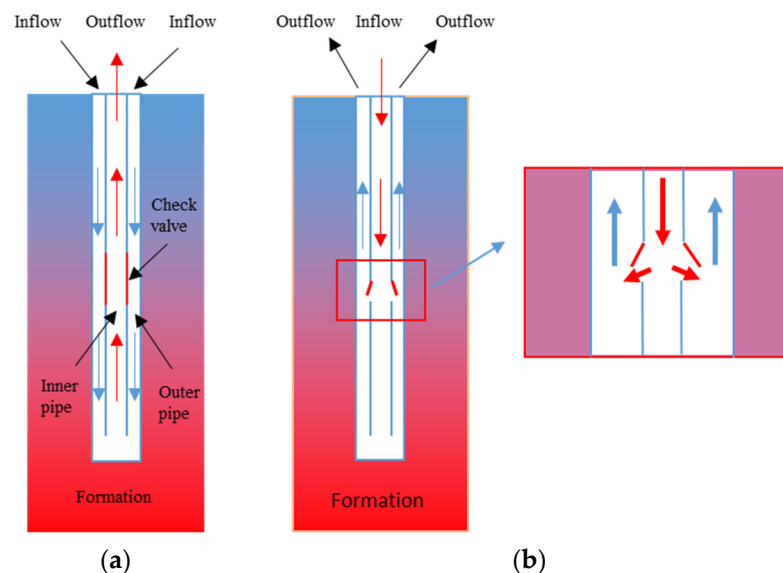 Inflow Outflow Inflow
Outflow Inflow Outflow
Check
valve
Inner
pipe
Outer
pipe
Formation
Formation
(a)
(b)